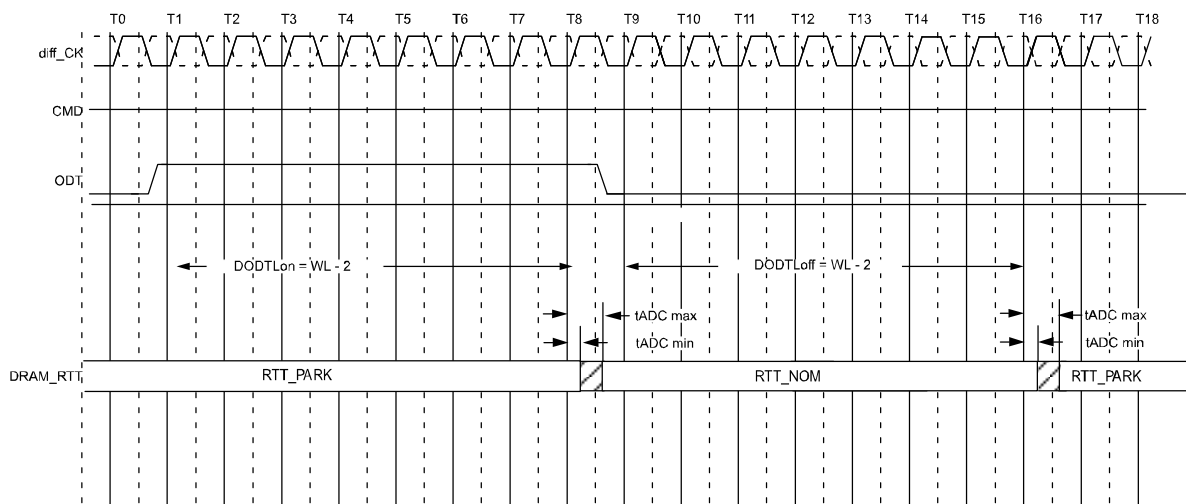 T0 T1 T2 T3 T4 T5 T6 T7 T8 T9 T10 T11 T12 T13 T14 T15 T16 T17 T18
diff_CK
CMD
ODT
DODTLon = WL - 2 DODTLoff = WL - 2
tADC max tADC max
tADC min tADC min
DRAM_RTT RTT_PARK RTT_NOM RTT_PARK